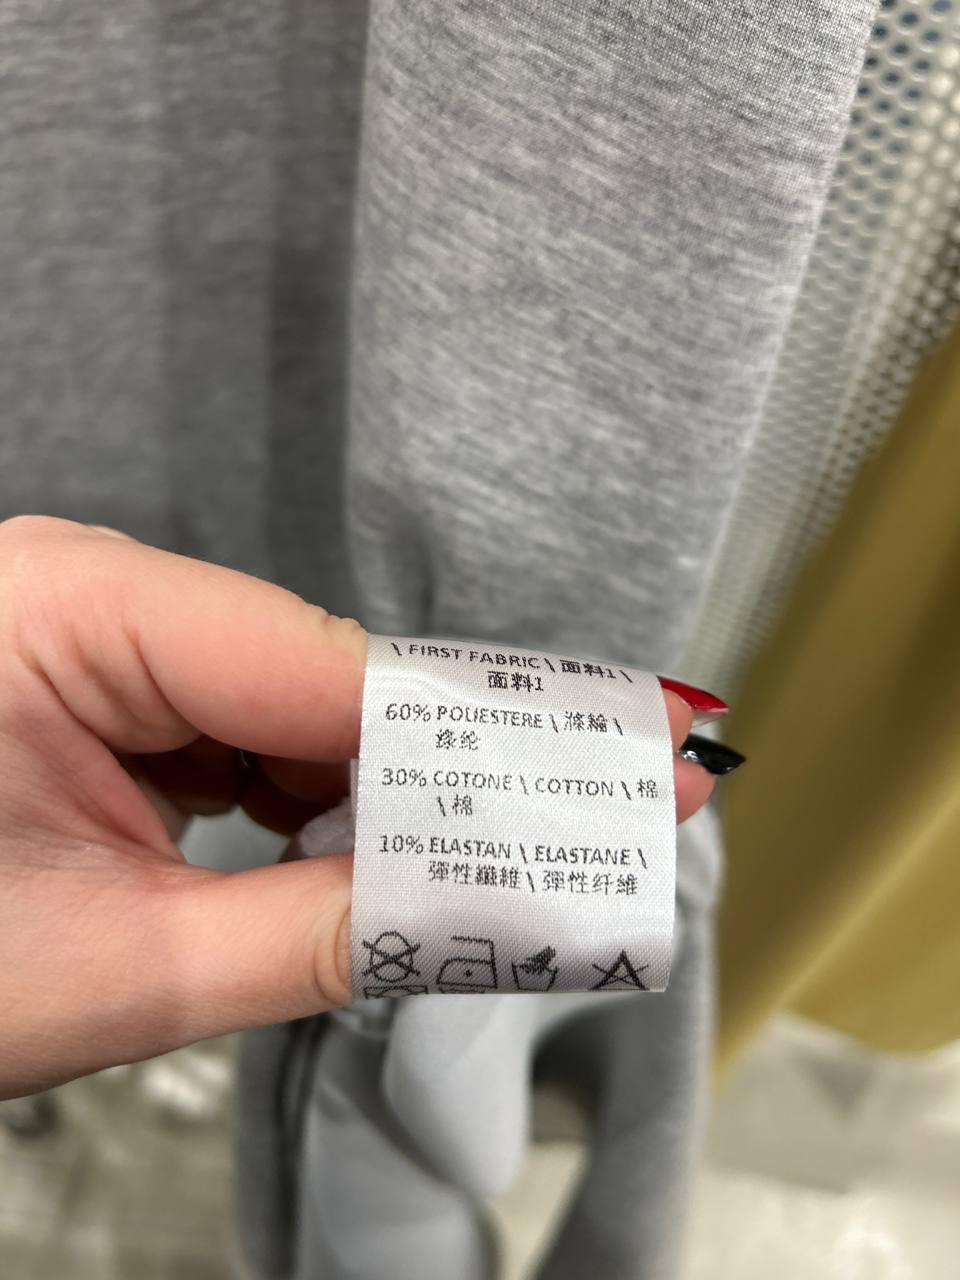 \ FIRST FABRIC \ 面料1 \
面料1
60% POLIESTERE \ 滌綸 \
涤纶
30% COTONE \ COTTON \ 棉
\ 棉
10% ELASTAN \ ELASTANE \
彈性纖維 \ 弹性纤维